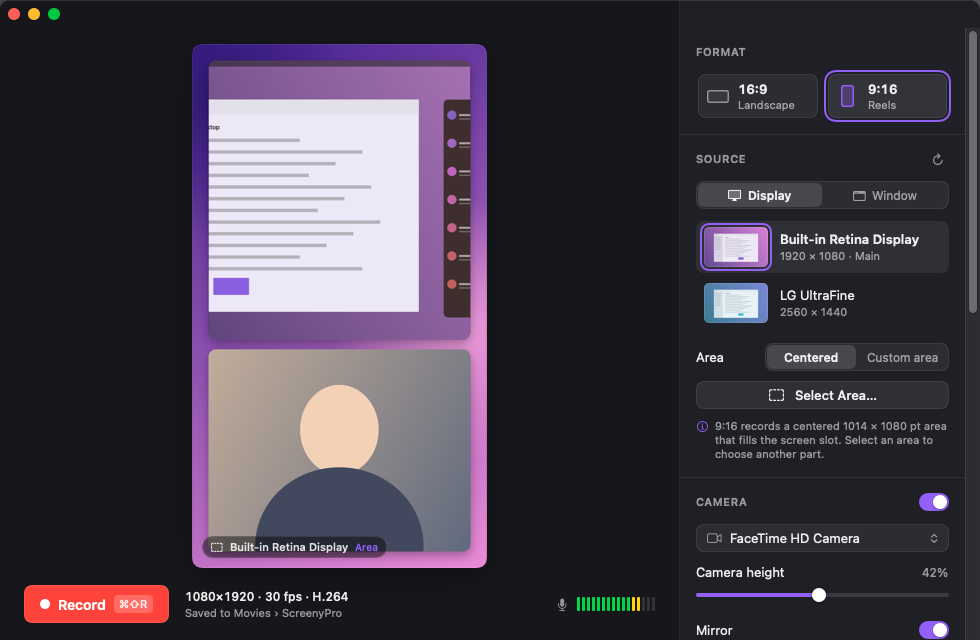 FORMAT
16:9
Landscape
9:16
Reels
SOURCE
Display
Window
Built-in Retina Display
1920 × 1080 · Main
LG UltraFine
2560 × 1440
Area
Centered
Custom area
Select Area...
9:16 records a centered 1014 × 1080 pt area
that fills the screen slot. Select an area to
choose another part.
CAMERA
FaceTime HD Camera
Camera height
42%
Mirror
top
Built-in Retina Display Area
Record ⌘⇧R
1080×1920 · 30 fps · H.264
Saved to Movies › ScreenyPro